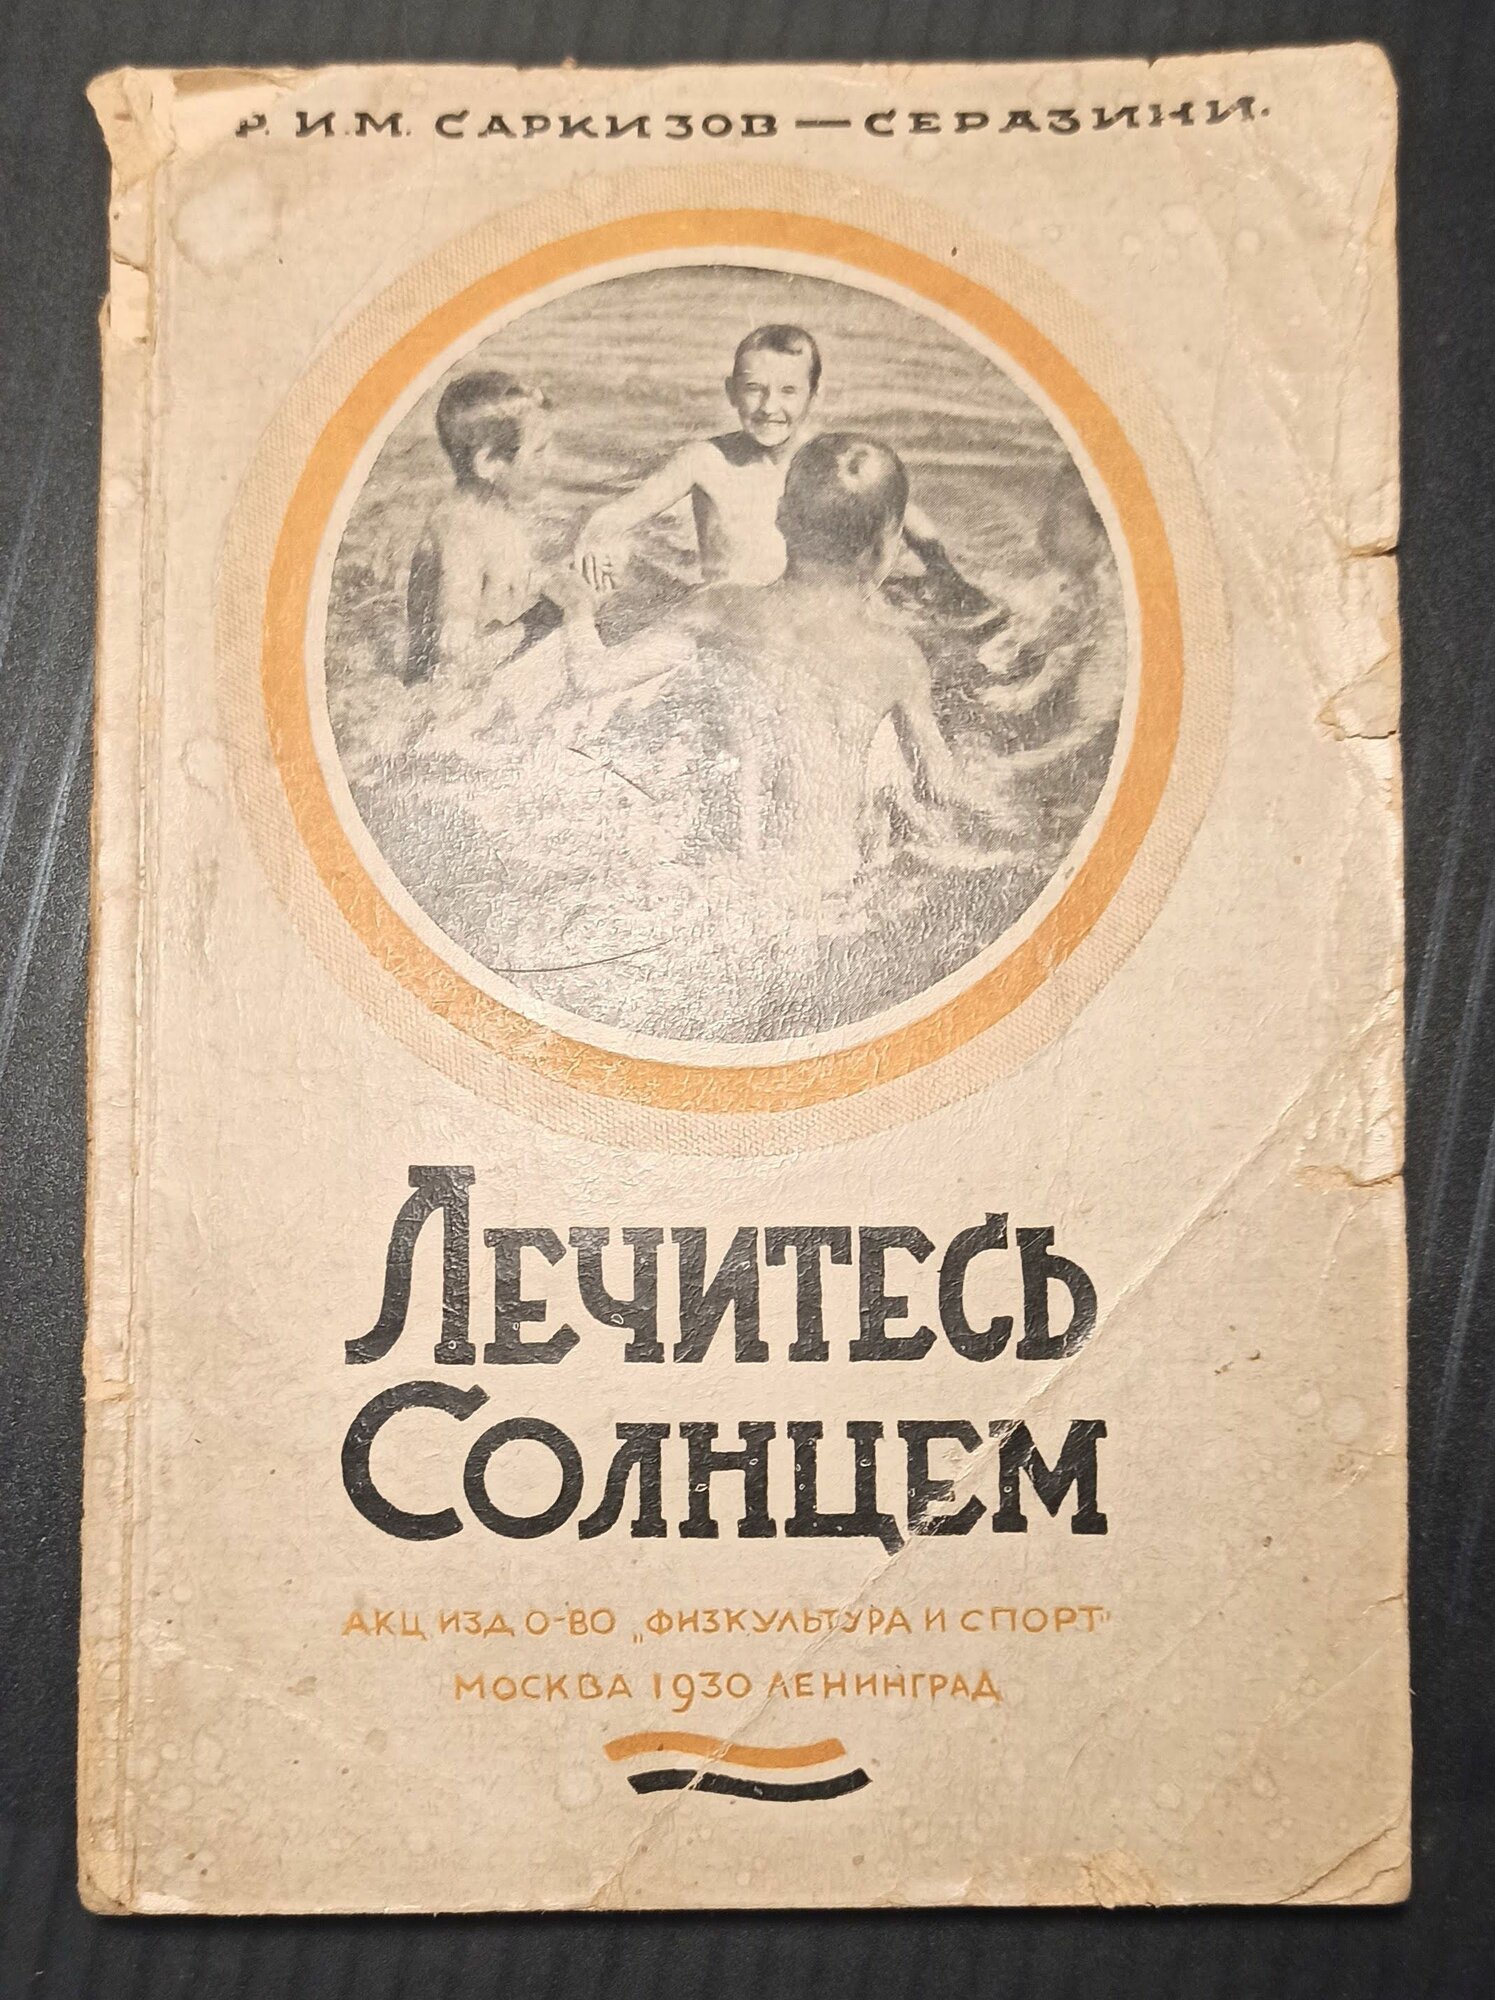 Р. И. М. САРКИЗОВ — СЕРАЗИНИ.
ЛЕЧИТЕСЬ
СОЛНЦЕМ
АКЦ ИЗД О-ВО „ФИЗКУЛЬТУРА И СПОРТ"
МОСКВА 1930 ЛЕНИНГРАД